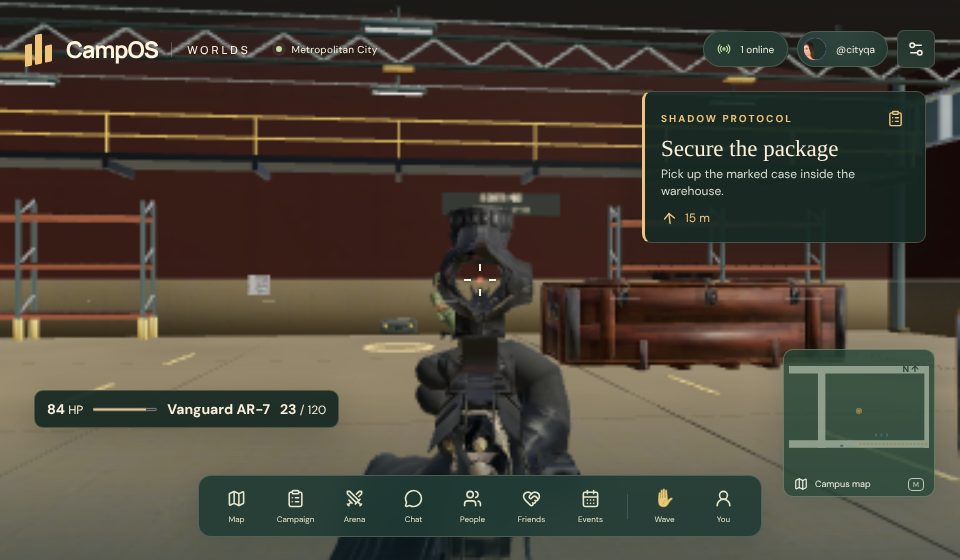 CampOS
WORLDS
Metropolitan City
1 online
@cityqa
SHADOW PROTOCOL
Secure the package
Pick up the marked case inside the
warehouse.
15 m
84 HP
Vanguard AR-7 23 / 120
N
Campus map
M
Map
Campaign
Arena
Chat
People
Friends
Events
Wave
You